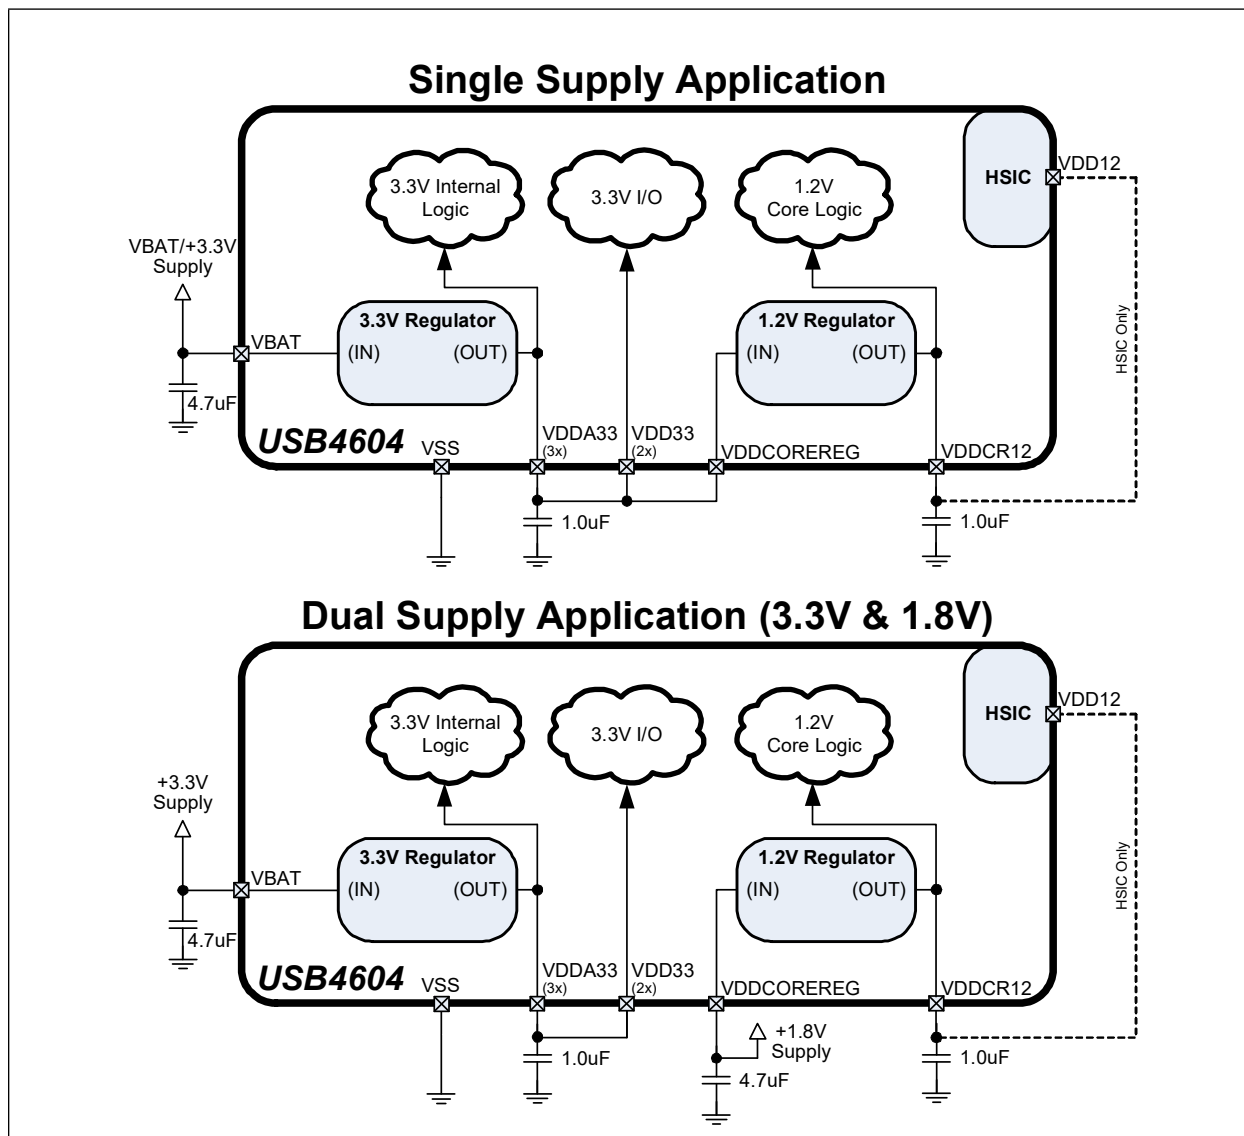 Single Supply Application
HSIC
VDD12
3.3V Internal
Logic
3.3V I/O
1.2V
Core Logic
VBAT/+3.3V
Supply
HSIC Only
VBAT
3.3V Regulator
(IN)
(OUT)
1.2V Regulator
(IN)
(OUT)
4.7uF
USB4604
VSS
VDDA33
(3x)
VDD33
(2x)
VDDCOREREG
VDDCR12
1.0uF
1.0uF
Dual Supply Application (3.3V & 1.8V)
HSIC
VDD12
3.3V Internal
Logic
3.3V I/O
1.2V
Core Logic
+3.3V
Supply
HSIC Only
VBAT
3.3V Regulator
(IN)
(OUT)
1.2V Regulator
(IN)
(OUT)
4.7uF
USB4604
VSS
VDDA33
(3x)
VDD33
(2x)
VDDCOREREG
VDDCR12
+1.8V
Supply
1.0uF
4.7uF
1.0uF